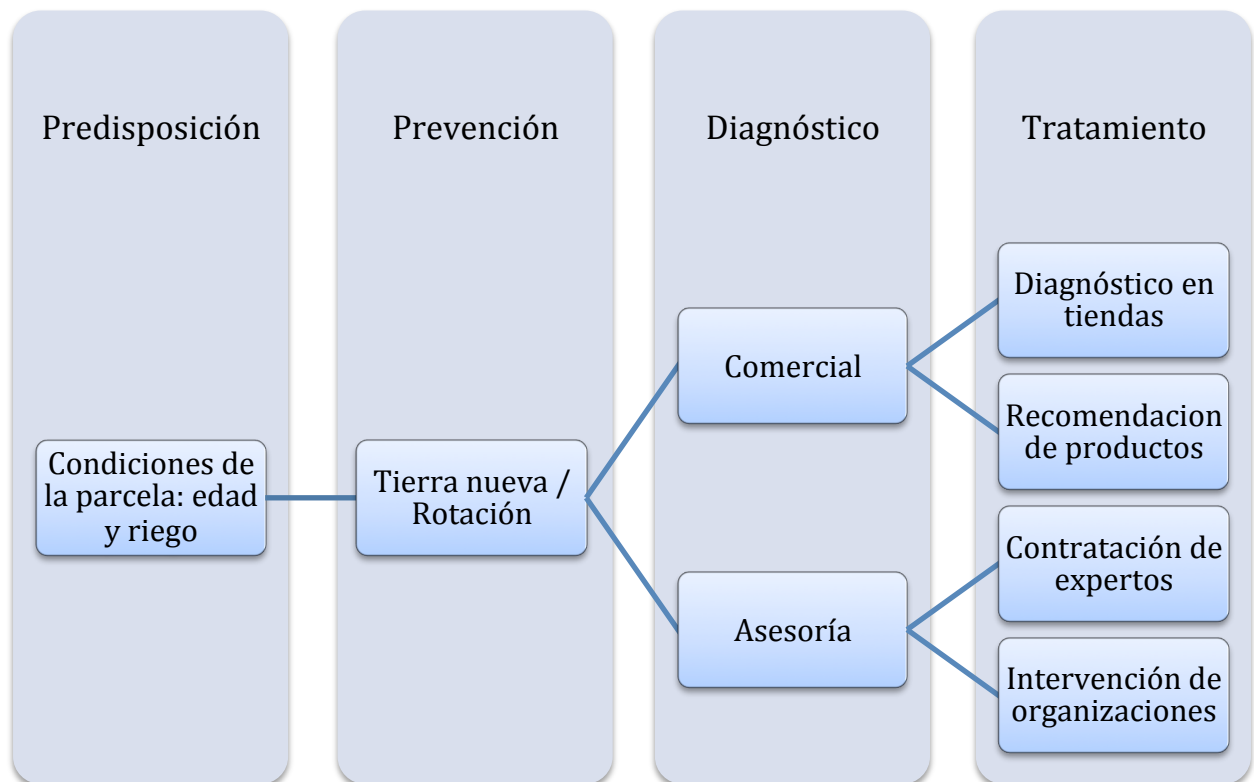 Predisposición
Prevención
Diagnóstico
Tratamiento
Condiciones de
la parcela: edad
y riego
Tierra nueva /
Rotación
Comercial
Asesoría
Diagnóstico en
tiendas
Recomendacion
de productos
Contratación de
expertos
Intervención de
organizaciones